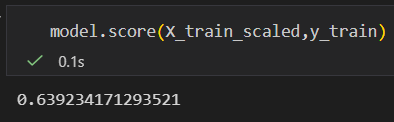 model.score(X_train_scaled,y_train)
0.1s
0.639234171293521